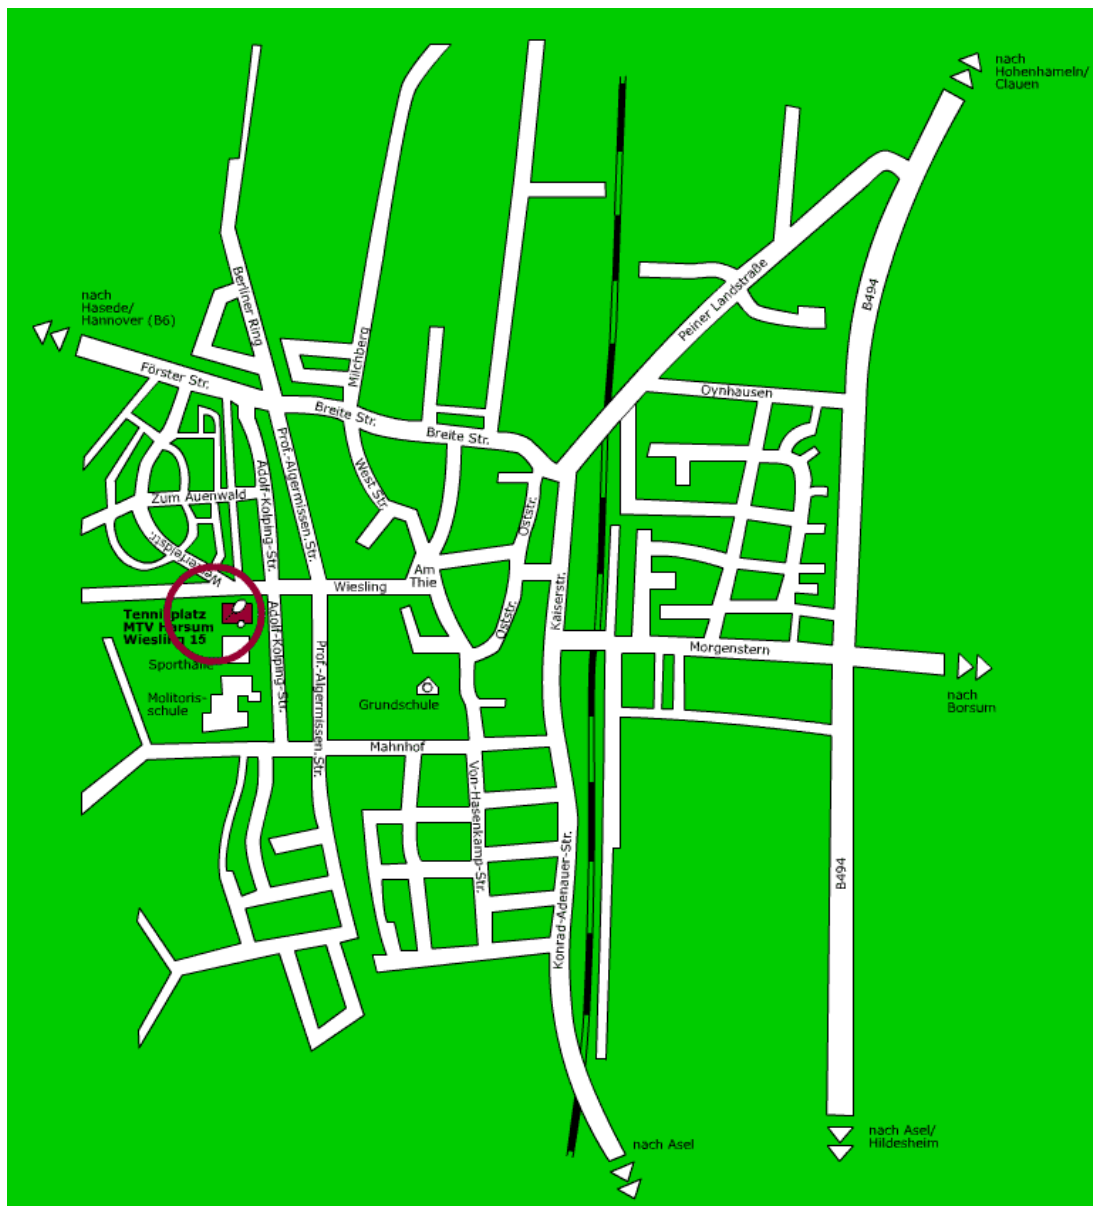 nach
Hohenhameln/
Clauen
nach
Hasede/
Hannover (B6)
Berliner Ring
Milchberg
Peiner Landstraße
B494
Förster Str.
Oynhausen
Breite Str.
Breite Str.
Prof.-Algermissen.Str.
Adolf-Kolping-Str.
West Str.
Zum Auenwald
Oststr.
Am
Thie
Wiesling
Kaiserstr.
Oststr.
Tennisplatz
MTV Harsum
Wiesling 15
Adolf-Kolping-Str.
Prof.-Algermissen.Str.
Morgenstern
Sporthalle
Molitoris-
schule
Grundschule
nach
Borsum
Mahnhof
Von-Hasenkamp-Str.
Konrad-Adenauer-Str.
B494
nach Asel
nach Asel/
Hildesheim